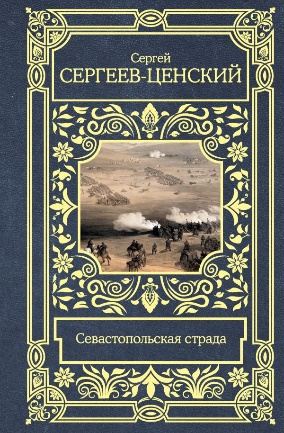 Сергей
СЕРГЕЕВ-ЦЕНСКИЙ
Севастопольская страда